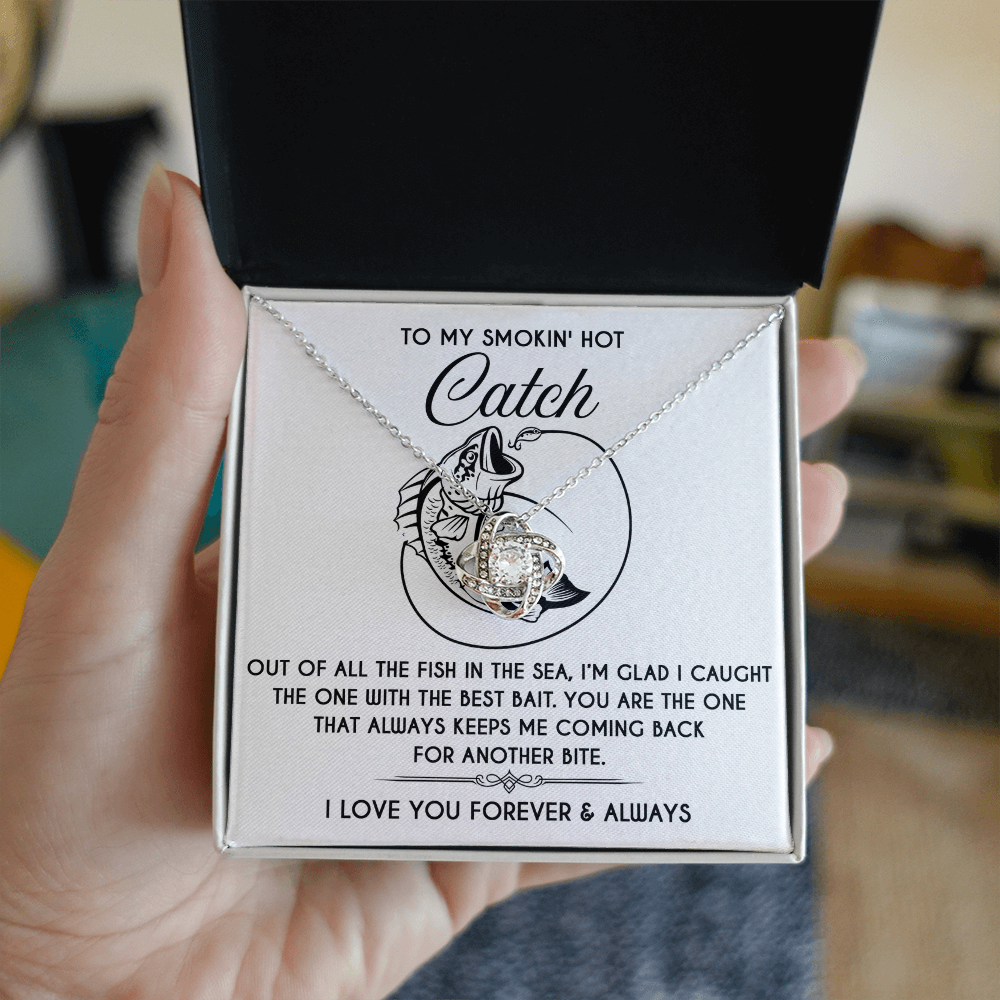 TO MY SMOKIN' HOT
Catch
OUT OF ALL THE FISH IN THE SEA, I'M GLAD I CAUGHT
THE ONE WITH THE BEST BAIT. YOU ARE THE ONE
THAT ALWAYS KEEPS ME COMING BACK
FOR ANOTHER BITE.
I LOVE YOU FOREVER & ALWAYS